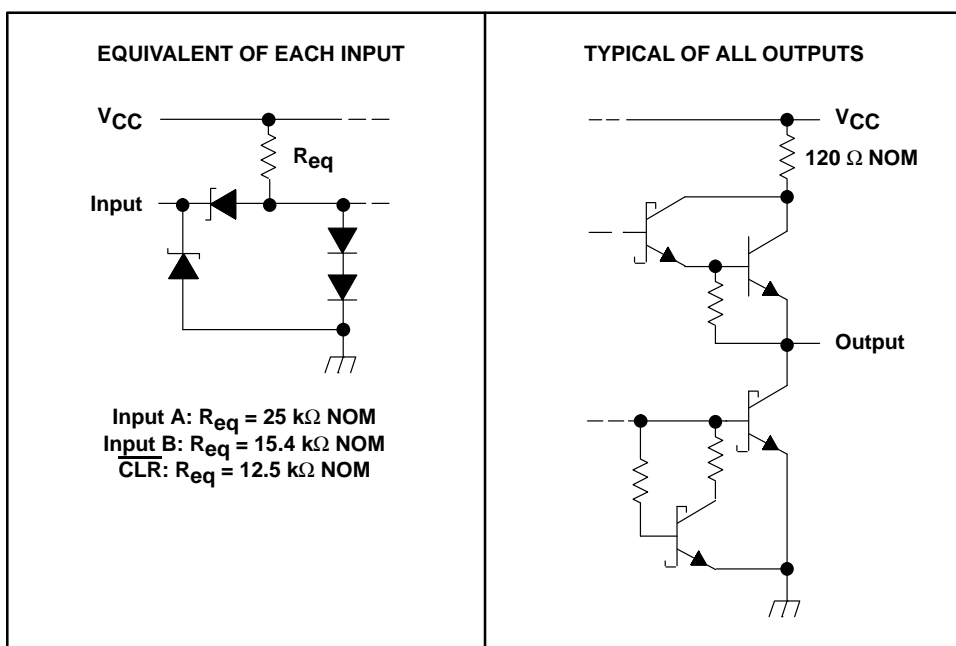 EQUIVALENT OF EACH INPUT
VCC
Req
Input
Input A: Req = 25 kΩ NOM
Input B: Req = 15.4 kΩ NOM
CLR: Req = 12.5 kΩ NOM
TYPICAL OF ALL OUTPUTS
VCC
120 Ω NOM
Output